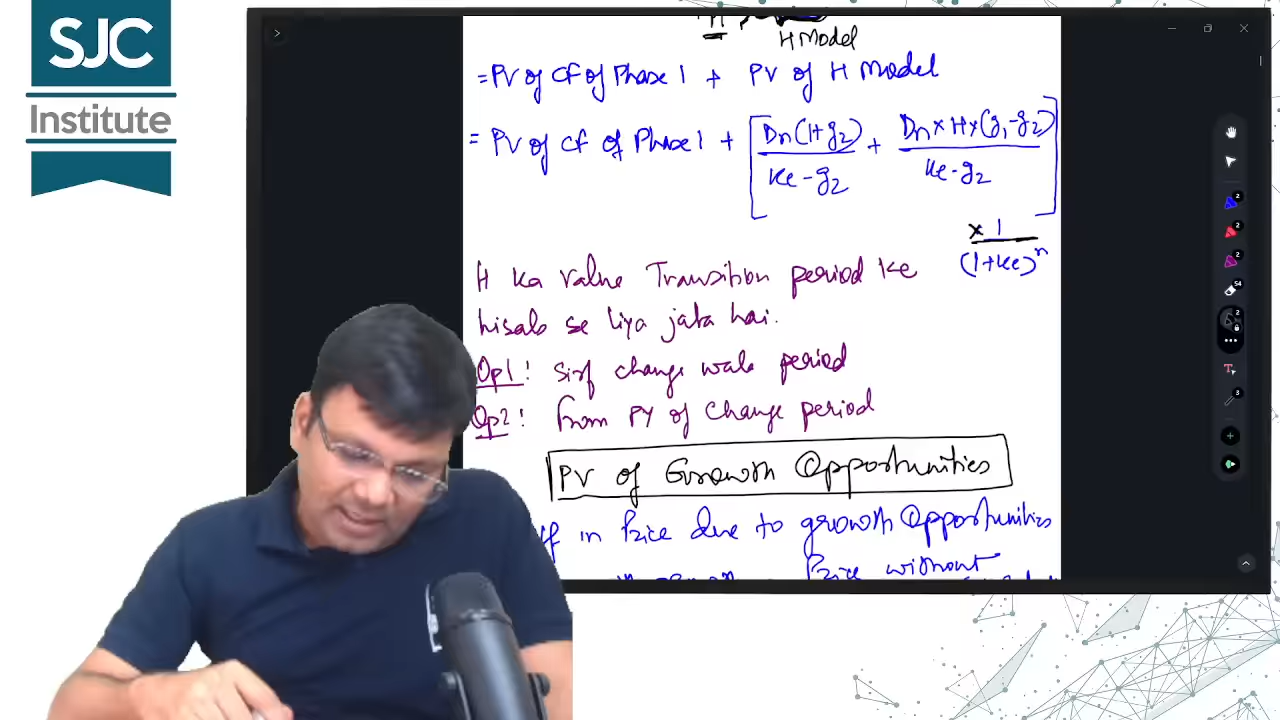 SJC
Institute
H Model
= PV of CF of Phase 1 + PV of H Model
= PV of CF of Phase 1 + [ Dn(1+g2) / Ke - g2 + Dn × H × (g1 - g2) / Ke - g2 ]
× 1 / (1+Ke)^n
H Ka value Transition period Ke
hisab se liya jata hai.
Op1: Sirf change wala period
Op2: From PY of Change period
PV of Growth Opportunities
in Price due to growth Opportunities
Price without